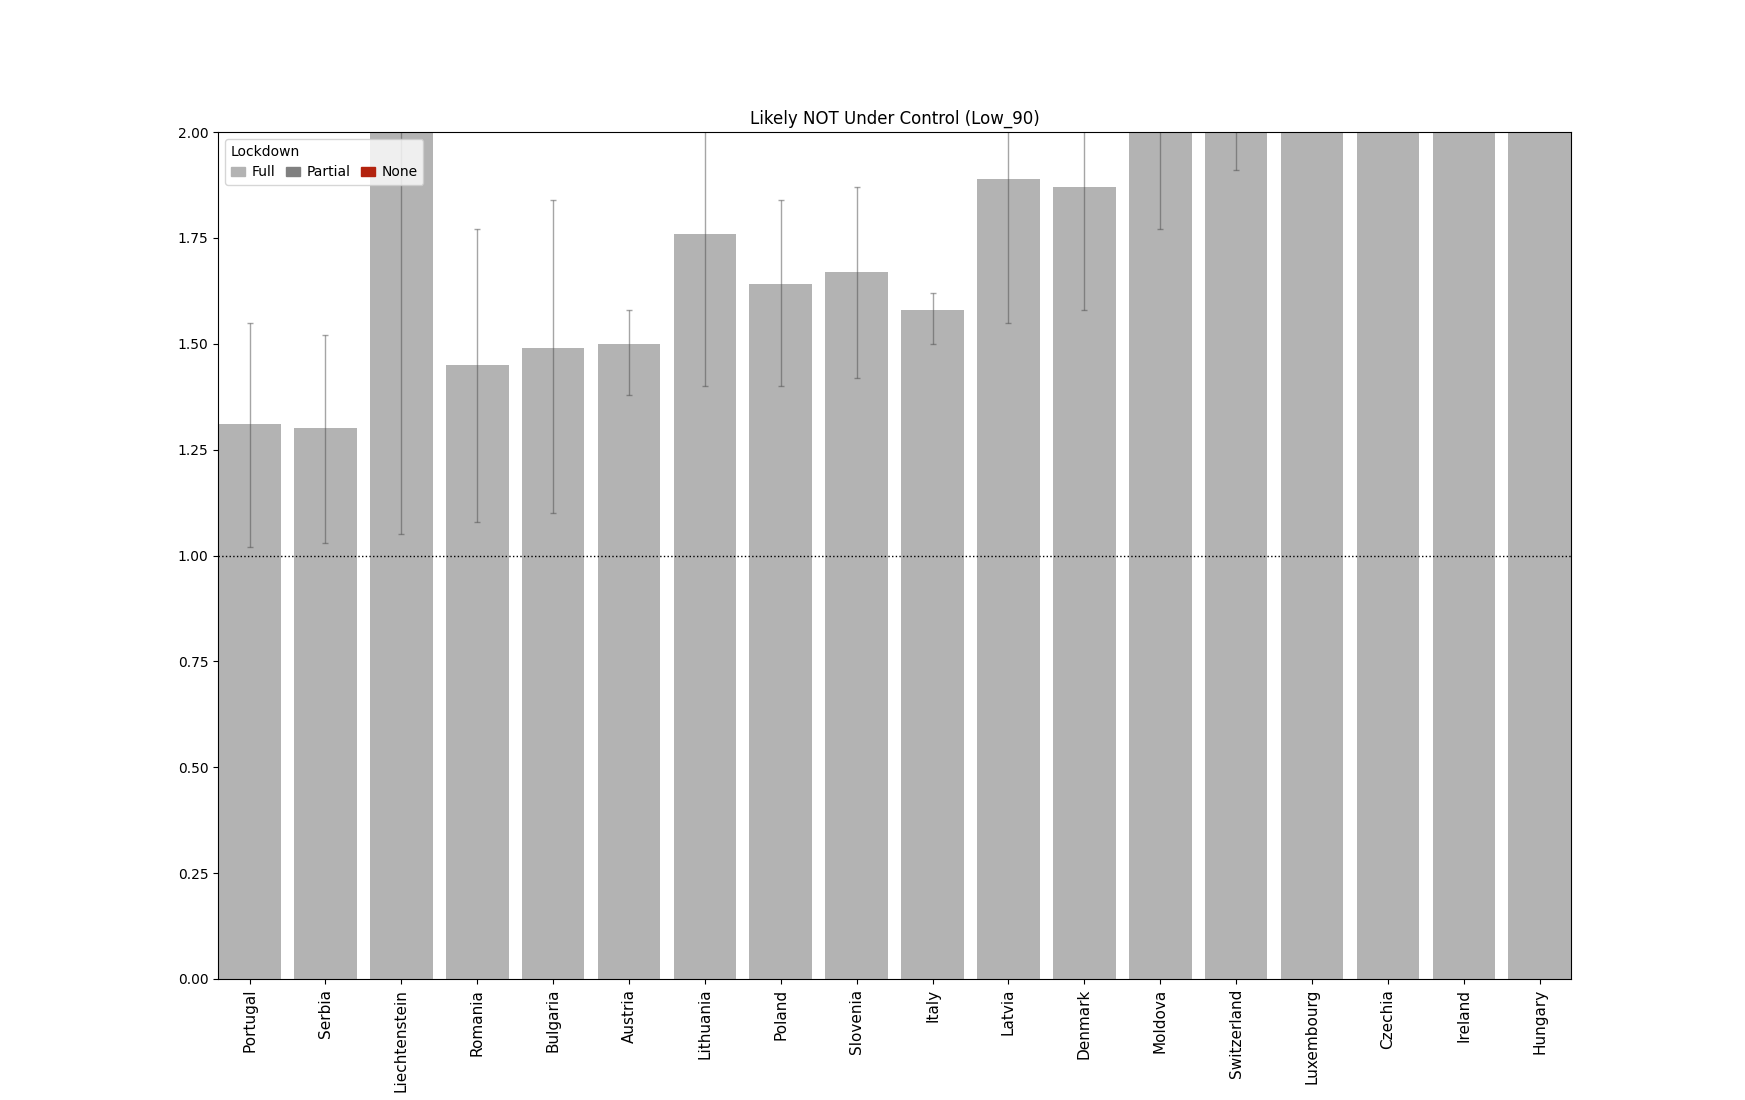 Likely NOT Under Control (Low_90)
Lockdown
Full Partial None
2.00
1.75
1.50
1.25
1.00
0.75
0.50
0.25
0.00
Portugal
Serbia
Liechtenstein
Romania
Bulgaria
Austria
Lithuania
Poland
Slovenia
Italy
Latvia
Denmark
Moldova
Switzerland
Luxembourg
Czechia
Ireland
Hungary